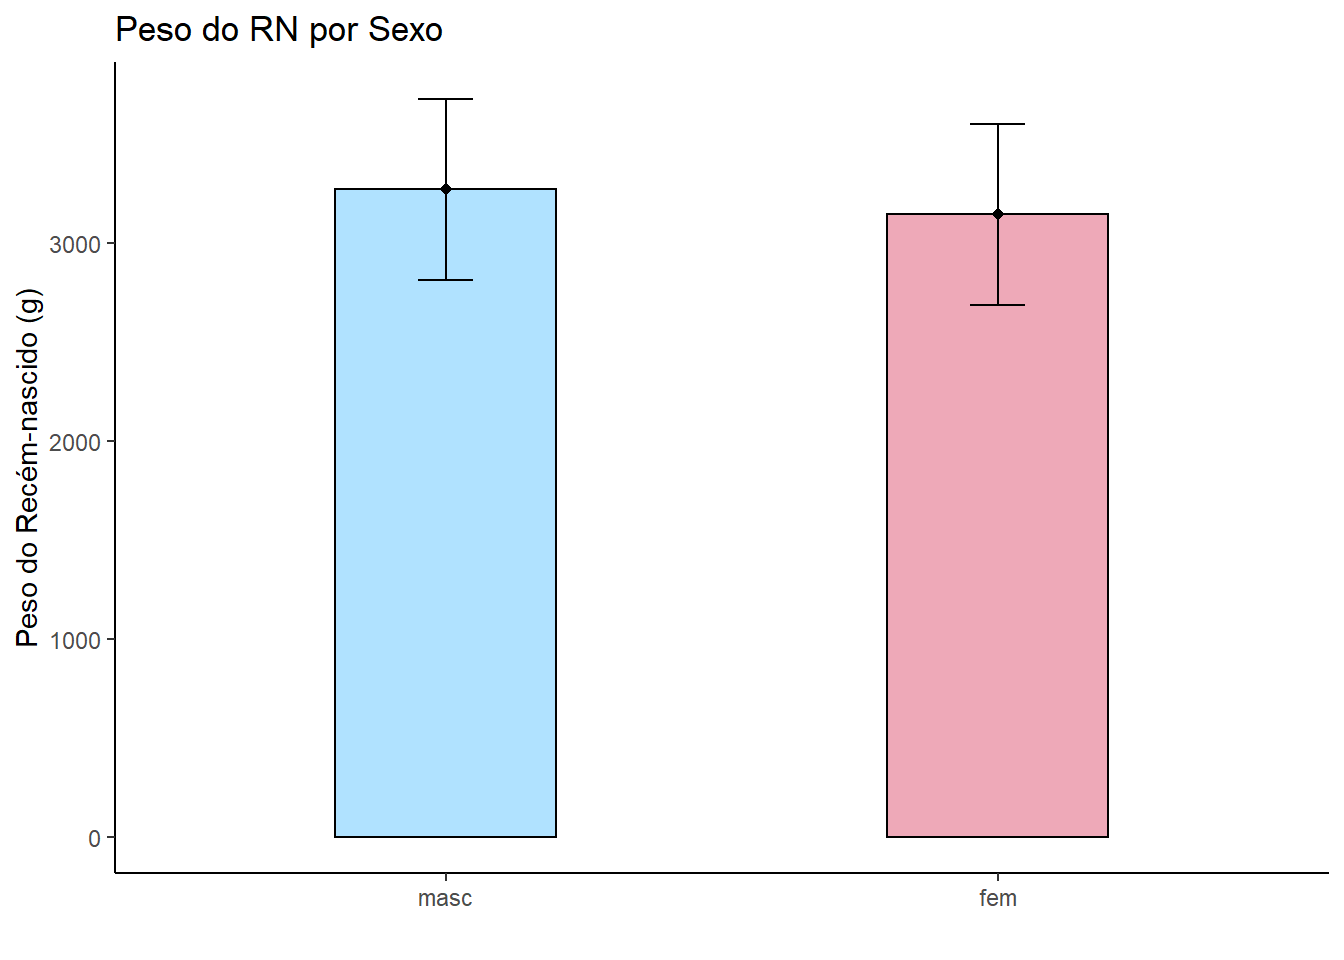 Peso do RN por Sexo
Peso do Recém-nascido (g)
3000
2000
1000
0
masc
fem